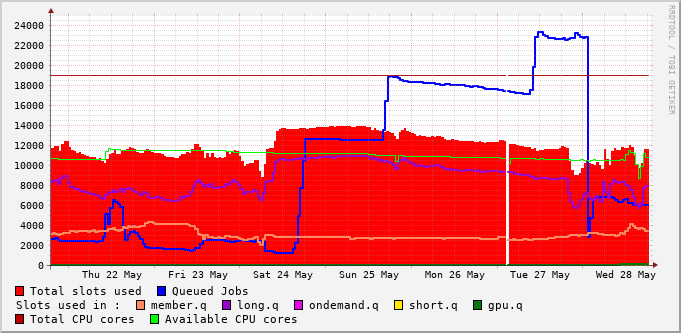 RRDTOOL / TOBI OETIKER
24000
22000
20000
18000
16000
14000
12000
10000
8000
6000
4000
2000
0
Thu 22 May Fri 23 May Sat 24 May Sun 25 May Mon 26 May Tue 27 May Wed 28 May
Total slots used Queued Jobs
Slots used in : member.q long.q ondemand.q short.q gpu.q
Total CPU cores Available CPU cores